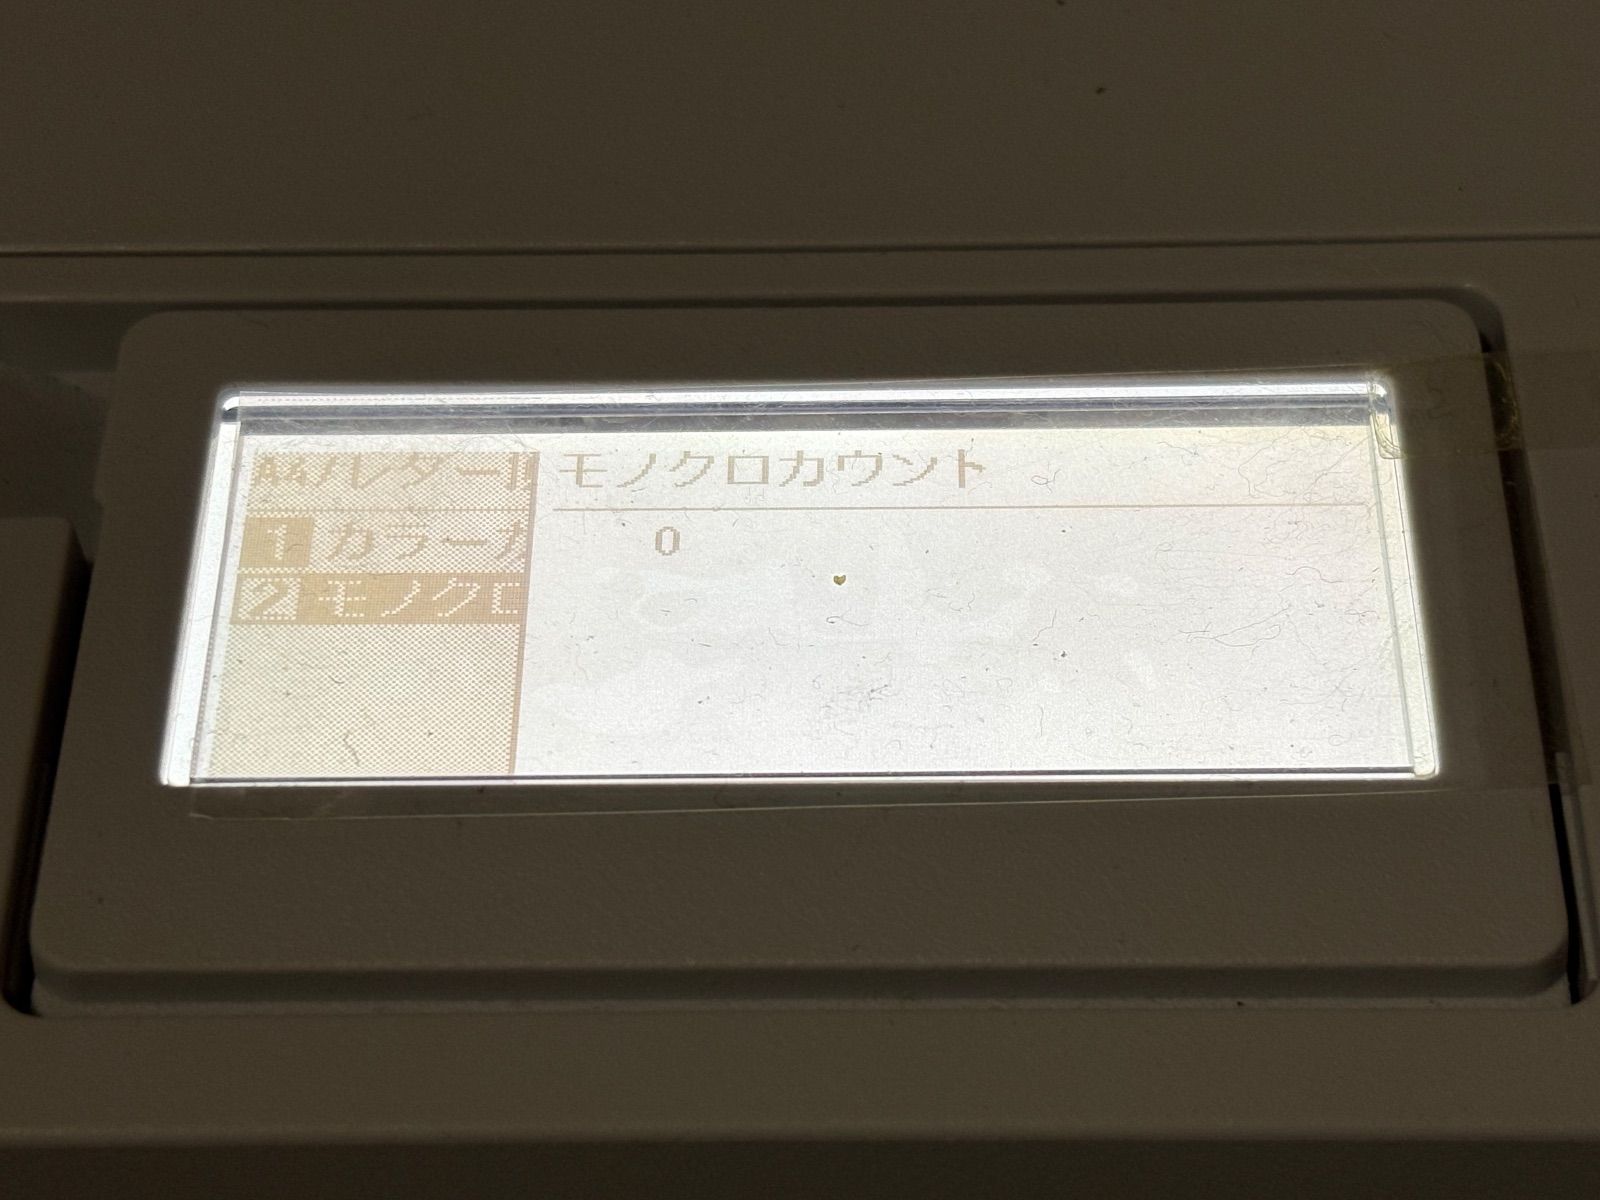 A4/レター
モノクロカウント
1 カラーカ
0
2 モノクロ